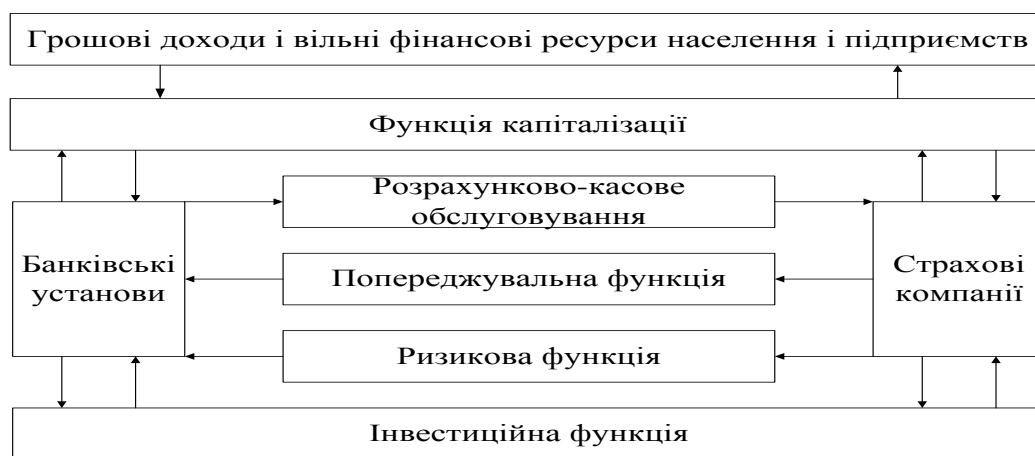 Грошові доходи і вільні фінансові ресурси населення і підприємств
Функція капіталізації
Розрахунково-касове
обслуговування
Банківські
установи
Попереджувальна функція
Страхові
компанії
Ризикова функція
Інвестиційна функція